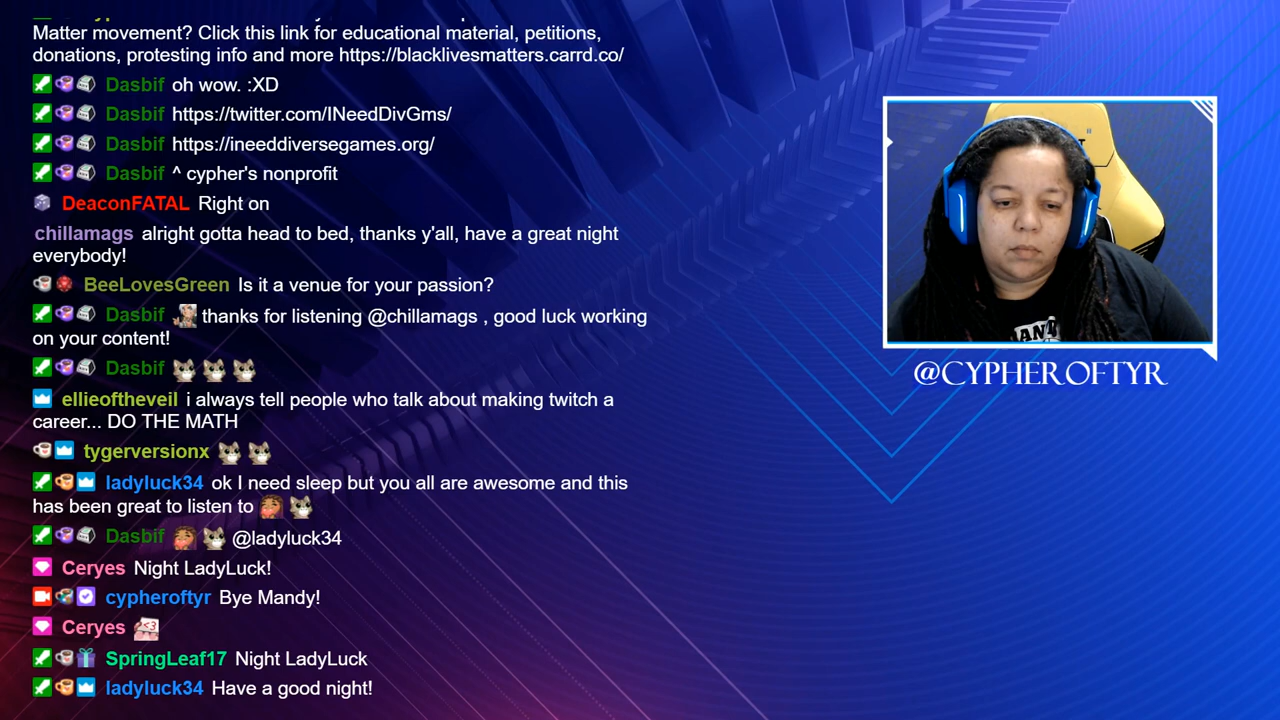 Matter movement? Click this link for educational material, petitions,
donations, protesting info and more https://blacklivesmatters.carrd.co/
Dasbif oh wow. :XD
Dasbif https://twitter.com/INeedDivGms/
Dasbif https://ineeddiversegames.org/
Dasbif ^ cypher's nonprofit
DeaconFATAL Right on
chillamags alright gotta head to bed, thanks y'all, have a great night
everybody!
BeeLovesGreen Is it a venue for your passion?
Dasbif thanks for listening @chillamags , good luck working
on your content!
Dasbif
ellieoftheveil i always tell people who talk about making twitch a
career... DO THE MATH
tygerversionx
ladyluck34 ok I need sleep but you all are awesome and this
has been great to listen to
Dasbif @ladyluck34
Ceryes Night LadyLuck!
cypheroftyr Bye Mandy!
Ceryes <3
SpringLeaf17 Night LadyLuck
ladyluck34 Have a good night!
@CYPHEROFTYR